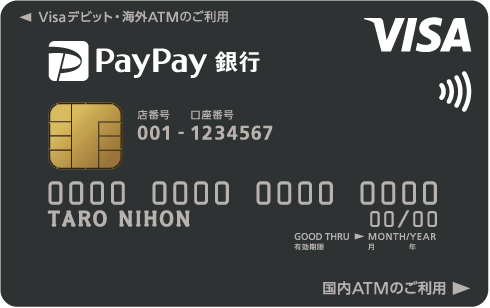 ◀ Visaデビット・海外ATMのご利用
VISA
PayPay 銀行
店番号 口座番号
001 - 1234567
0000 0000 0000 0000
TARO NIHON 00/00
GOOD THRU ▶ MONTH/YEAR
有効期限 月 年
国内ATMのご利用 ▶